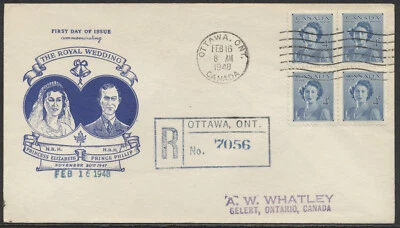 FIRST DAY OF ISSUE
commemorating
THE ROYAL WEDDING
H.R.H. H.R.H.
PRINCESS ELIZABETH PRINCE PHILIP
NOVEMBER 20TH 1947
FEB 16 1948
OTTAWA, ONT.
FEB 16
8 AM
1948
CANADA
CANADA CANADA
CANADA CANADA
R
OTTAWA, ONT.
No. 7056
A. W. WHATLEY
GELERT, ONTARIO, CANADA